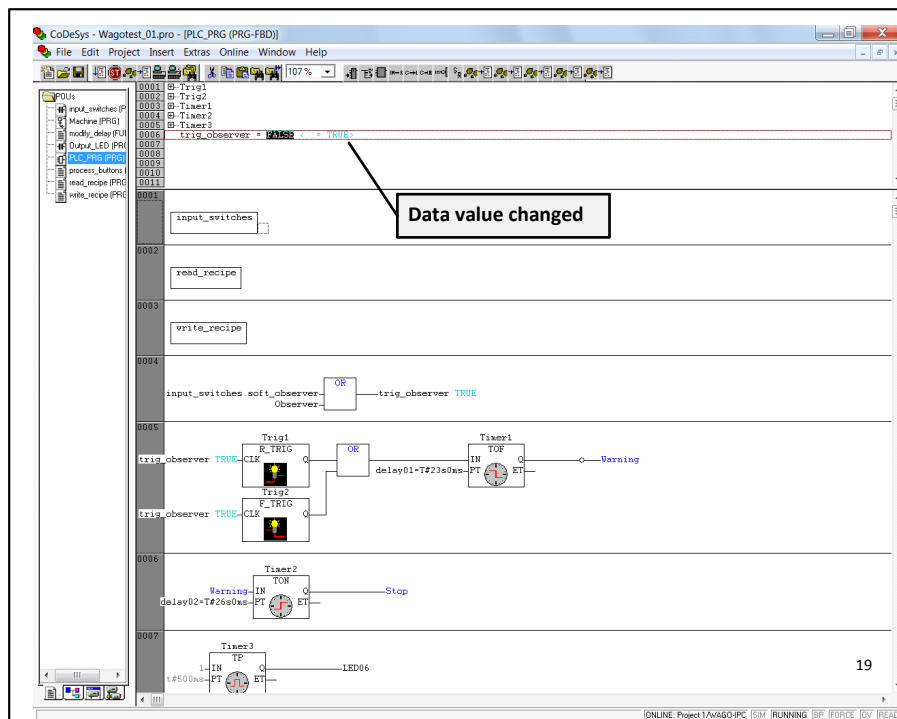 CoDeSys - Wagotest_01.pro - [PLC_PRG (PRG-FBD)]
File Edit Project Insert Extras Online Window Help
107%
POUs
input_switches (P
Machine (PRG)
modify_delay (FU
Output_LED (PR
PLC_PRG (PRG)
process_buttons (
read_recipe (PRG
write_recipe (PRG
0001 Trig1
0002 Trig2
0003 Timer1
0004 Timer2
0005 Timer3
0006 trig_observer = FALSE < := TRUE>
0007
0008
0009
0010
0011
Data value changed
0001
input_switches
0002
read_recipe
0003
write_recipe
0004
OR
input_switches.soft_observer trig_observer TRUE
Observer
0005
Trig1 Timer1
R_TRIG OR TOF
trig_observer TRUE CLK Q IN Q Warning
delay01=T#23s0ms PT ET
Trig2
F_TRIG
trig_observer TRUE CLK Q
0006
Timer2
TON
Warning IN Q Stop
delay02=T#26s0ms PT ET
0007
Timer3
TP
1 IN Q LED06
t#500ms PT ET
19
ONLINE: Project 1/WAGO-IPC SIM RUNNING BP FORCE OV READ